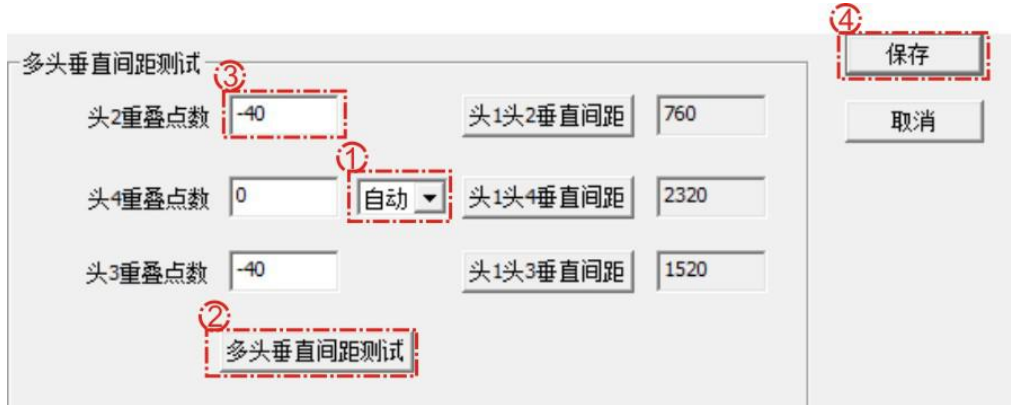 ④
保存
多头垂直间距测试
③
头2重叠点数 -40 头1头2垂直间距 760
取消
①
头4重叠点数 0 自动 头1头4垂直间距 2320
头3重叠点数 -40 头1头3垂直间距 1520
②
多头垂直间距测试